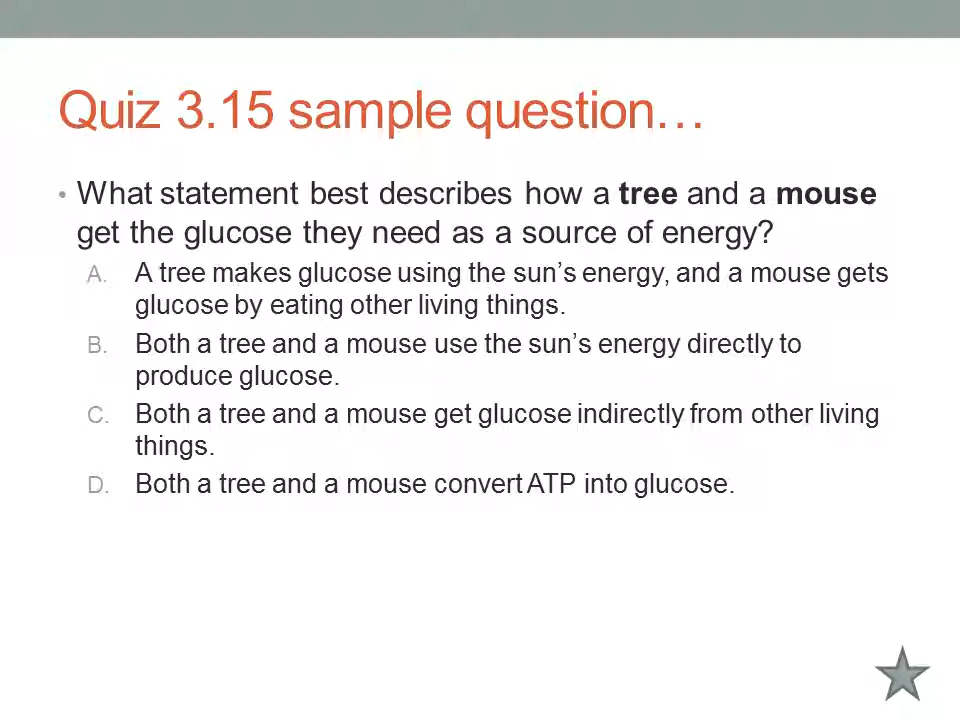 Quiz 3.15 sample question…
• What statement best describes how a tree and a mouse
get the glucose they need as a source of energy?
A. A tree makes glucose using the sun’s energy, and a mouse gets
glucose by eating other living things.
B. Both a tree and a mouse use the sun’s energy directly to
produce glucose.
C. Both a tree and a mouse get glucose indirectly from other living
things.
D. Both a tree and a mouse convert ATP into glucose.